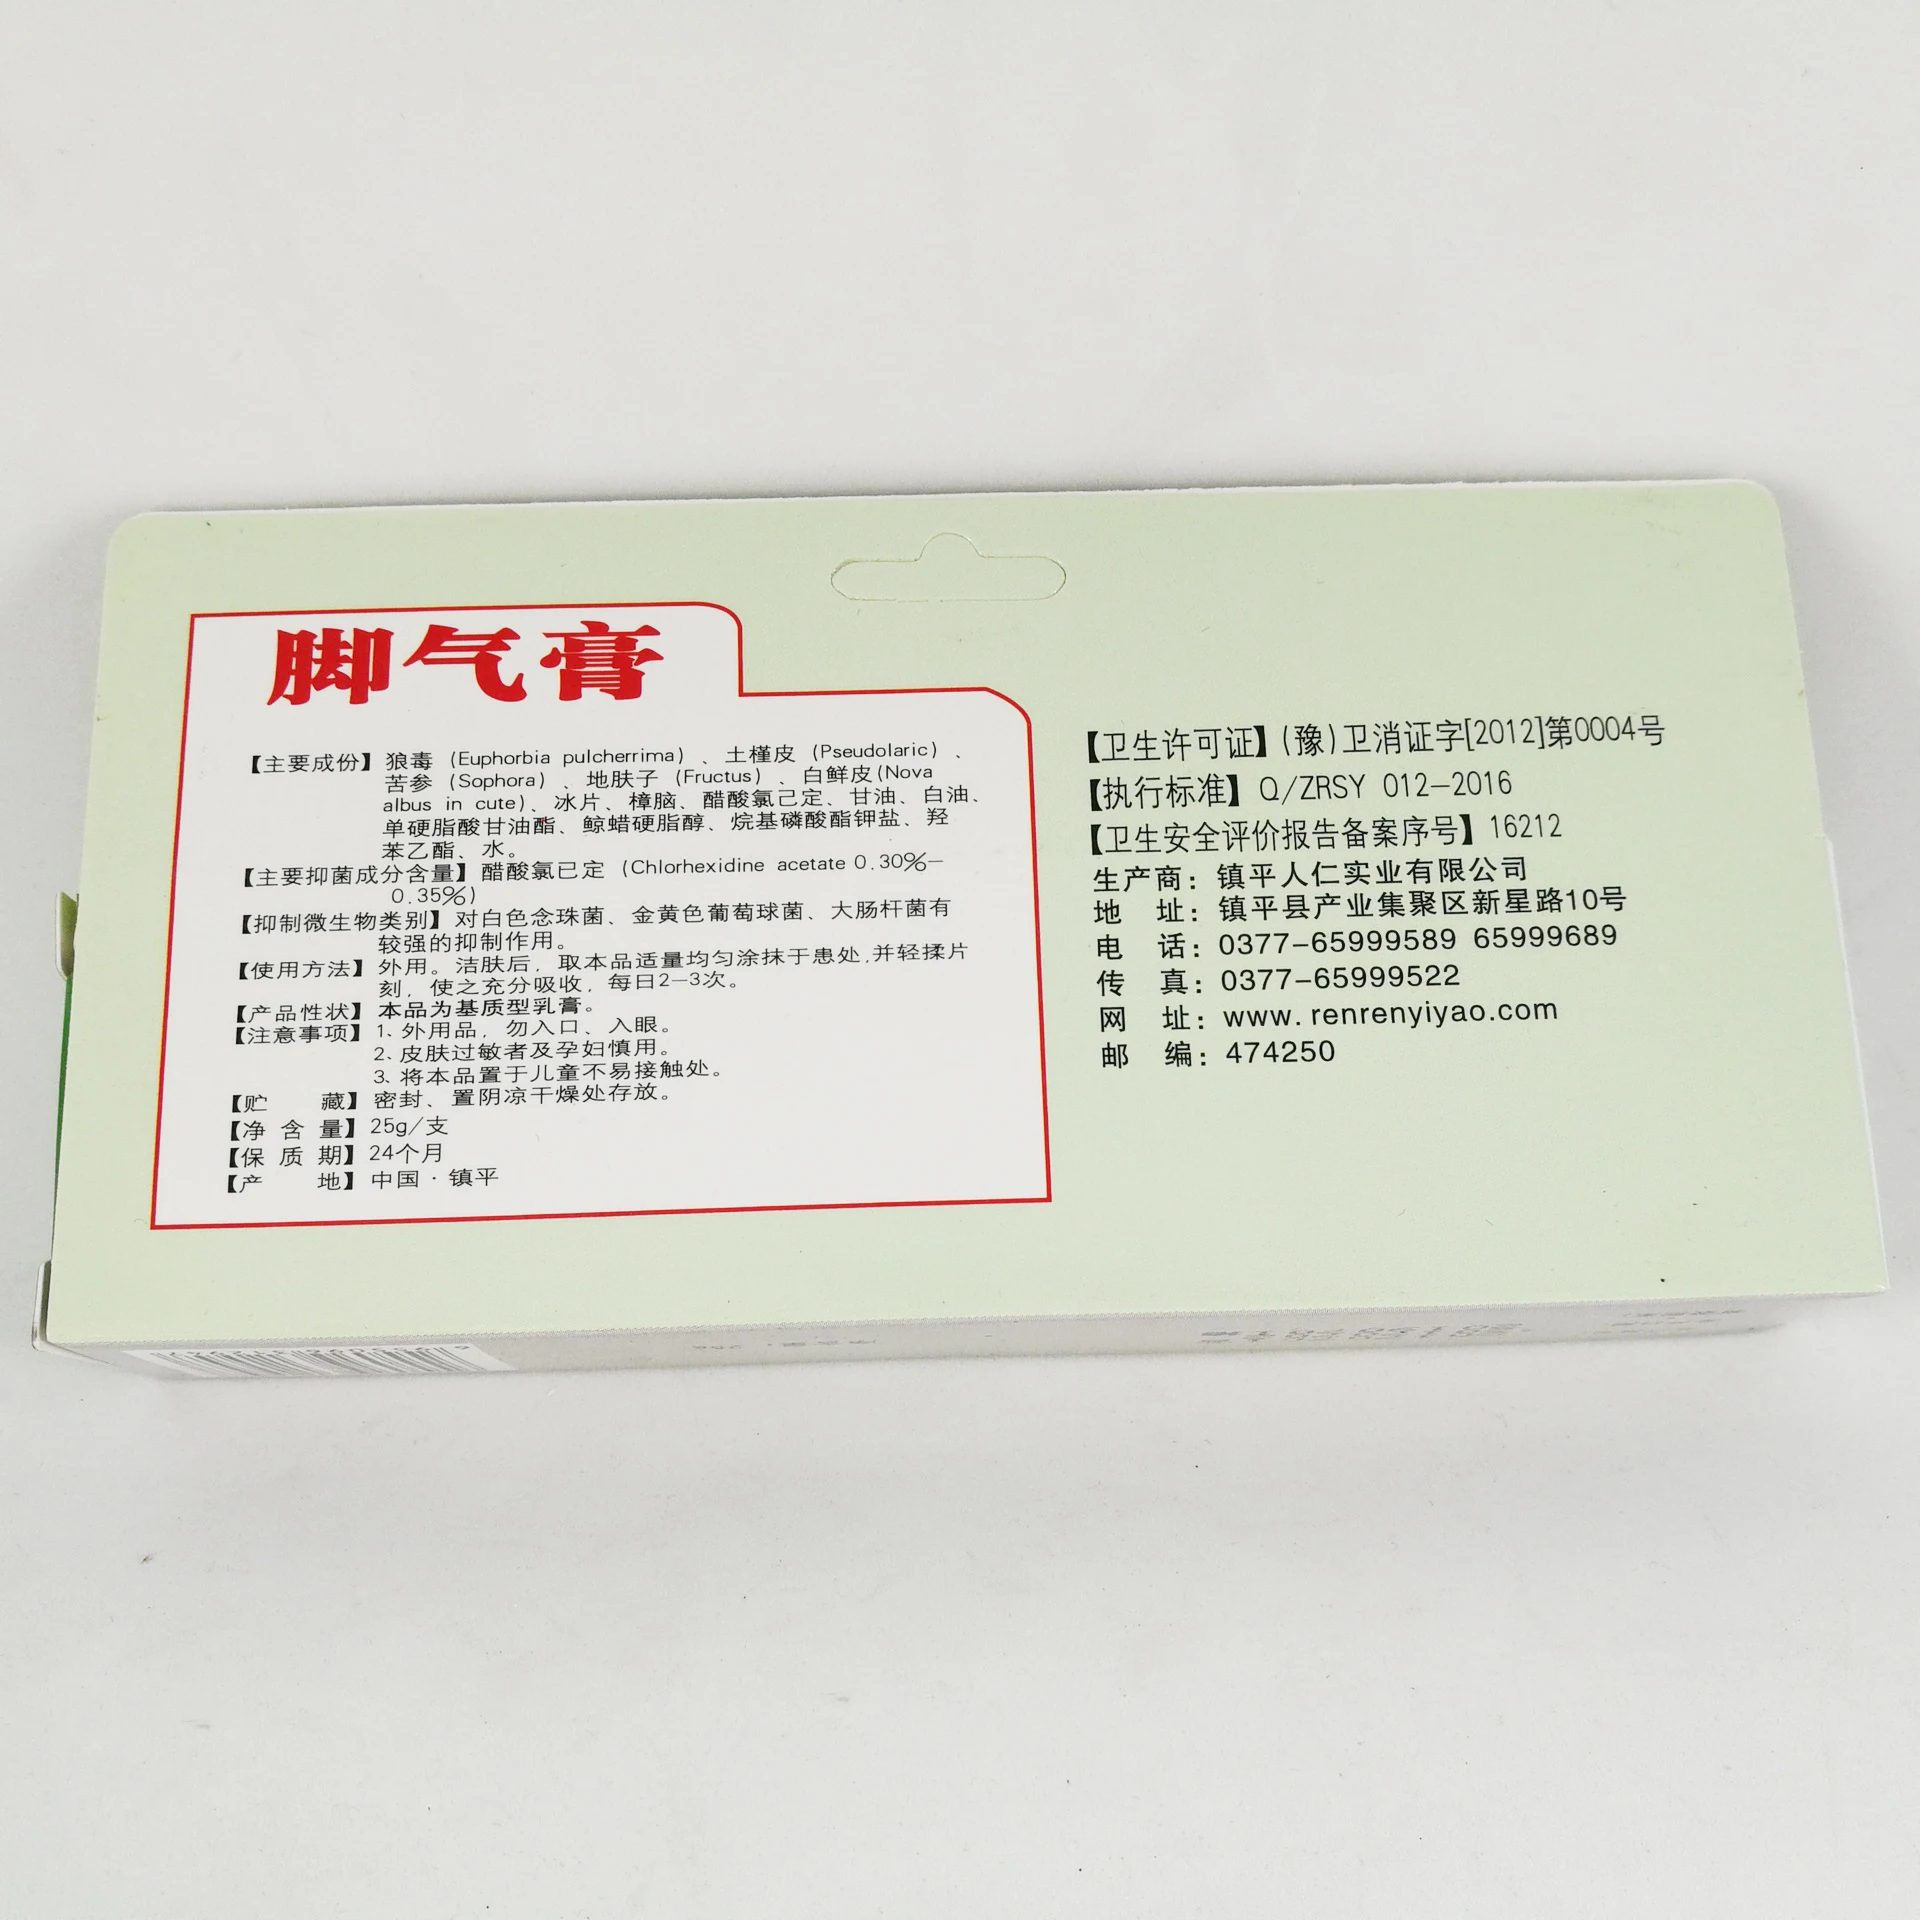 脚气膏
【主要成份】狼毒（Euphorbia pulcherrima）、土槿皮（Pseudolaric）、
苦参（Sophora）、地肤子（Fructus）、白鲜皮(Nova
albus in cute)、冰片、樟脑、醋酸氯己定、甘油、白油、
单硬脂酸甘油酯、鲸蜡硬脂醇、烷基磷酸酯钾盐、羟
苯乙酯、水。
【主要抑菌成分含量】醋酸氯已定（Chlorhexidine acetate 0.30%—
0.35%）
【抑制微生物类别】对白色念珠菌、金黄色葡萄球菌、大肠杆菌有
较强的抑制作用。
【使用方法】外用。洁肤后，取本品适量均匀涂抹于患处,并轻揉片
刻，使之充分吸收，每日2—3次。
【产品性状】本品为基质型乳膏。
【注意事项】1、外用品，勿入口、入眼。
2、皮肤过敏者及孕妇慎用。
3、将本品置于儿童不易接触处。
【贮 藏】密封、置阴凉干燥处存放。
【净含量】25g/支
【保质期】24个月
【产 地】中国·镇平
【卫生许可证】(豫)卫消证字[2012]第0004号
【执行标准】Q/ZRSY 012-2016
【卫生安全评价报告备案序号】16212
生产商：镇平人仁实业有限公司
地 址：镇平县产业集聚区新星路10号
电 话：0377-65999589 65999689
传 真：0377-65999522
网 址：www.renrenyiyao.com
邮 编：474250